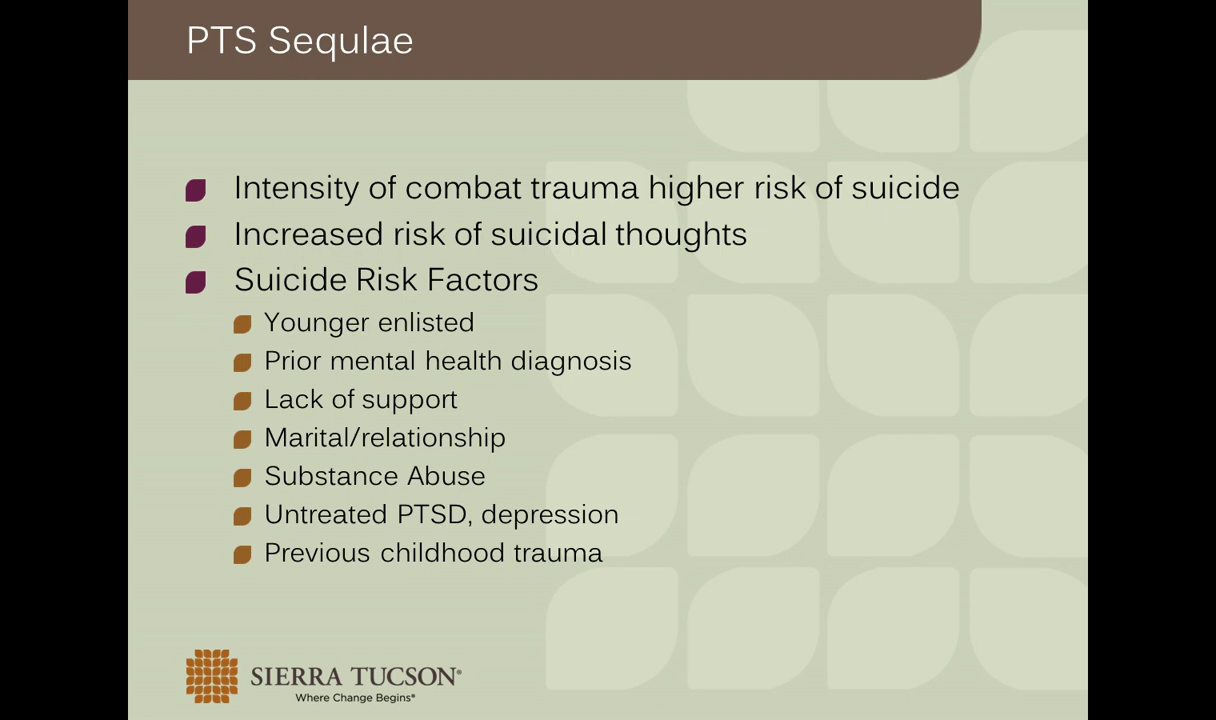 PTS Sequlae
Intensity of combat trauma higher risk of suicide
Increased risk of suicidal thoughts
Suicide Risk Factors
Younger enlisted
Prior mental health diagnosis
Lack of support
Marital/relationship
Substance Abuse
Untreated PTSD, depression
Previous childhood trauma
SIERRA TUCSON®
Where Change Begins®